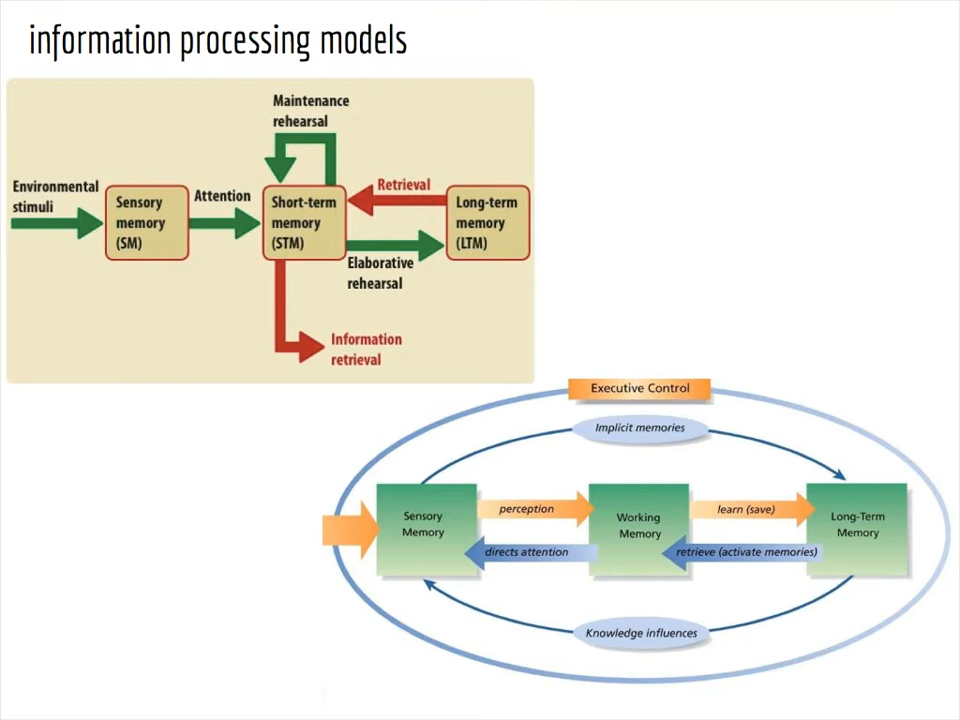 information processing models
Maintenance
rehearsal
Environmental
stimuli
Attention
Retrieval
Sensory
memory
(SM)
Short-term
memory
(STM)
Long-term
memory
(LTM)
Elaborative
rehearsal
Information
retrieval
Executive Control
Implicit memories
Sensory
Memory
perception
directs attention
Working
Memory
learn (save)
retrieve (activate memories)
Long-Term
Memory
Knowledge influences